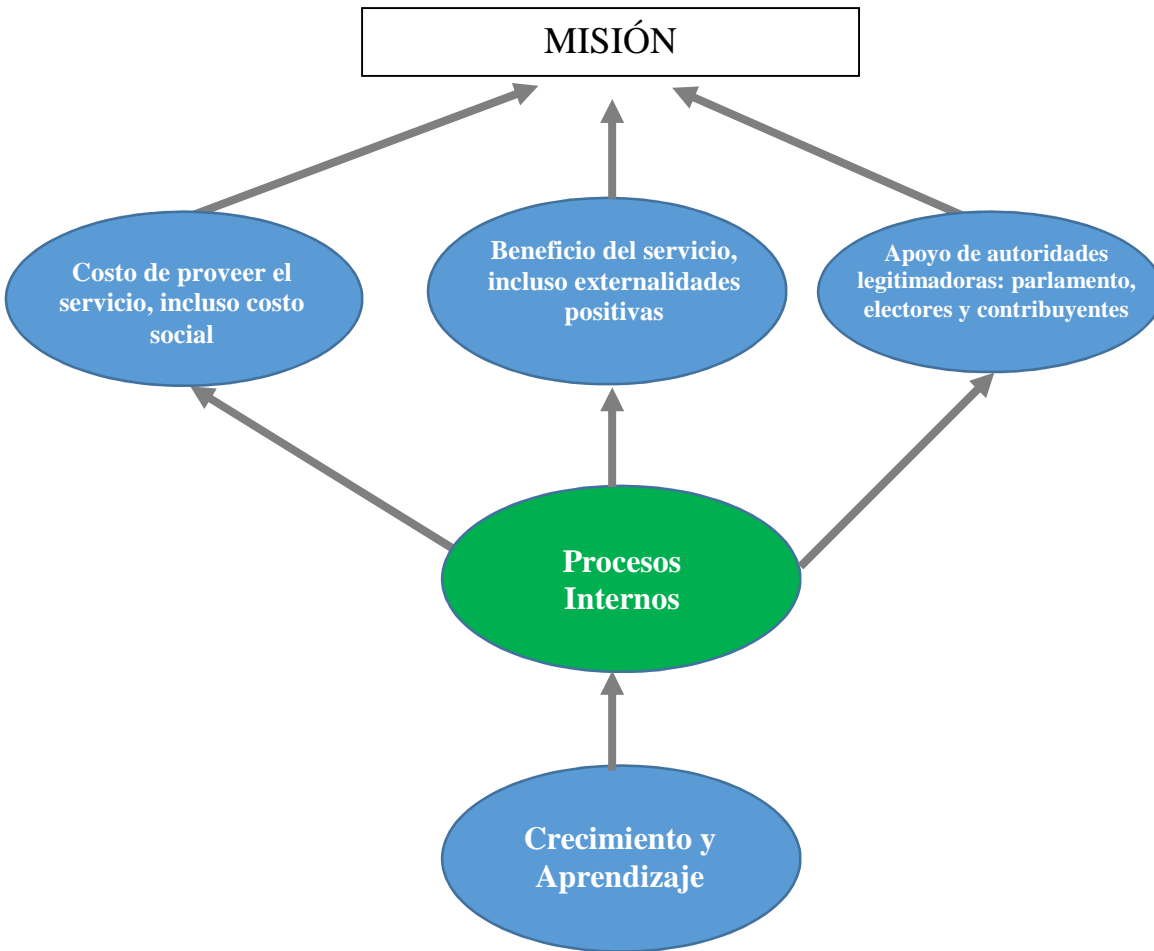 MISIÓN
Costo de proveer el
servicio, incluso costo
social
Beneficio del servicio,
incluso externalidades
positivas
Apoyo de autoridades
legitimadoras: parlamento,
electores y contribuyentes
Procesos
Internos
Crecimiento y
Aprendizaje